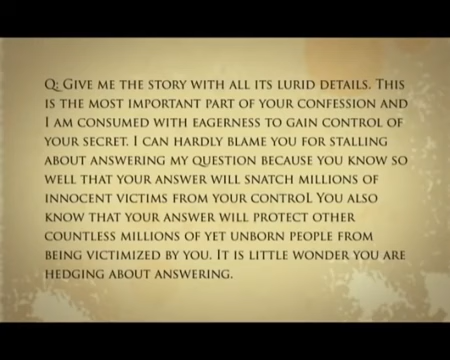 Q: Give me the story with all its lurid details. This
is the most important part of your confession and
I am consumed with eagerness to gain control of
your secret. I can hardly blame you for stalling
about answering my question because you know so
well that your answer will snatch millions of
innocent victims from your control. You also
know that your answer will protect other
countless millions of yet unborn people from
being victimized by you. It is little wonder you are
hedging about answering.